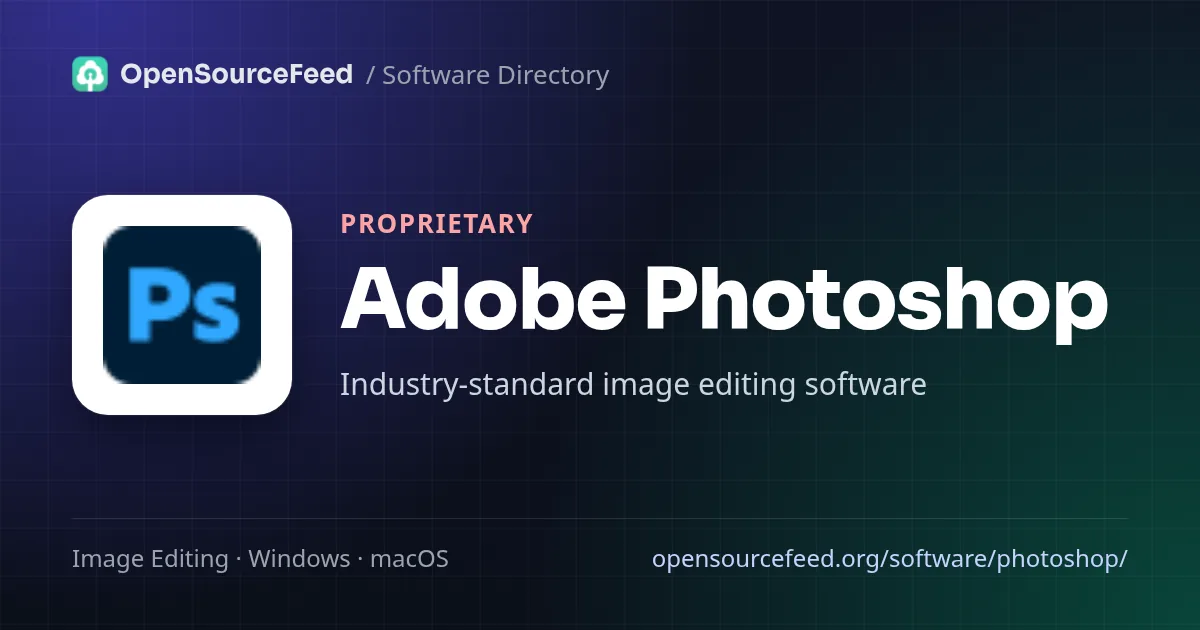 OpenSourceFeed / Software Directory
Ps
PROPRIETARY
Adobe Photoshop
Industry-standard image editing software
Image Editing · Windows · macOS
opensourcefeed.org/software/photoshop/